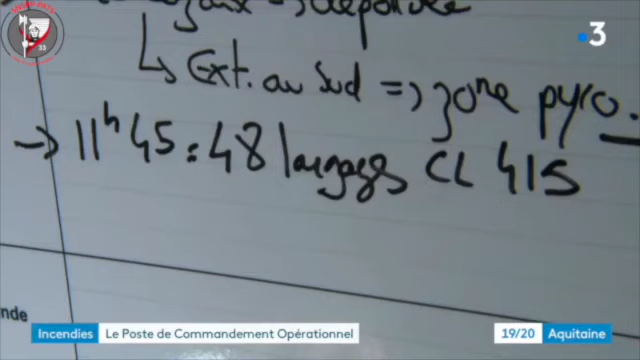 ↳ Ext. au Sud => zone pyro.
→ 11h45 : 48 largages CL 415
nde
Incendies Le Poste de Commandement Opérationnel 19/20 Aquitaine
3
33